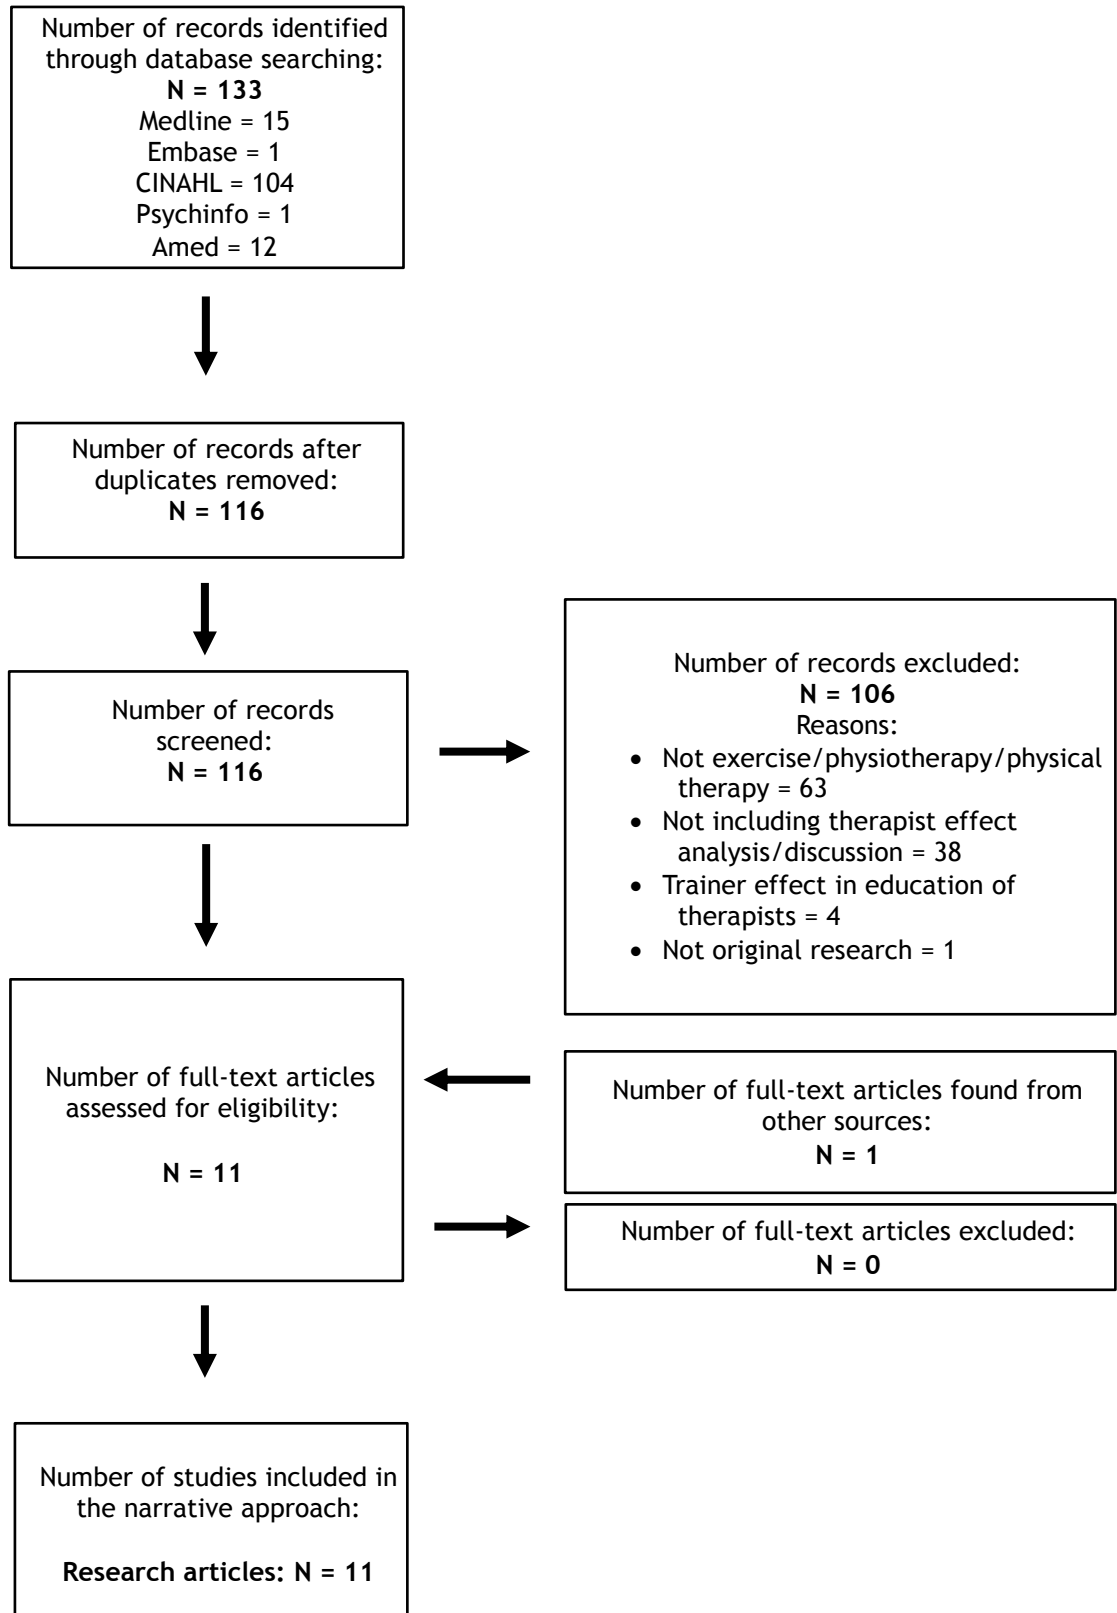 Number of records identified
through database searching:
N = 133
Medline = 15
Embase = 1
CINAHL = 104
Psychinfo = 1
Amed = 12
Number of records after
duplicates removed:
N = 116
Number of records
screened:
N = 116
Number of records excluded:
N = 106
Reasons:
• Not exercise/physiotherapy/physical
therapy = 63
• Not including therapist effect
analysis/discussion = 38
• Trainer effect in education of
therapists = 4
• Not original research = 1
Number of full-text articles
assessed for eligibility:
N = 11
Number of full-text articles found from
other sources:
N = 1
Number of full-text articles excluded:
N = 0
Number of studies included in
the narrative approach:
Research articles: N = 11